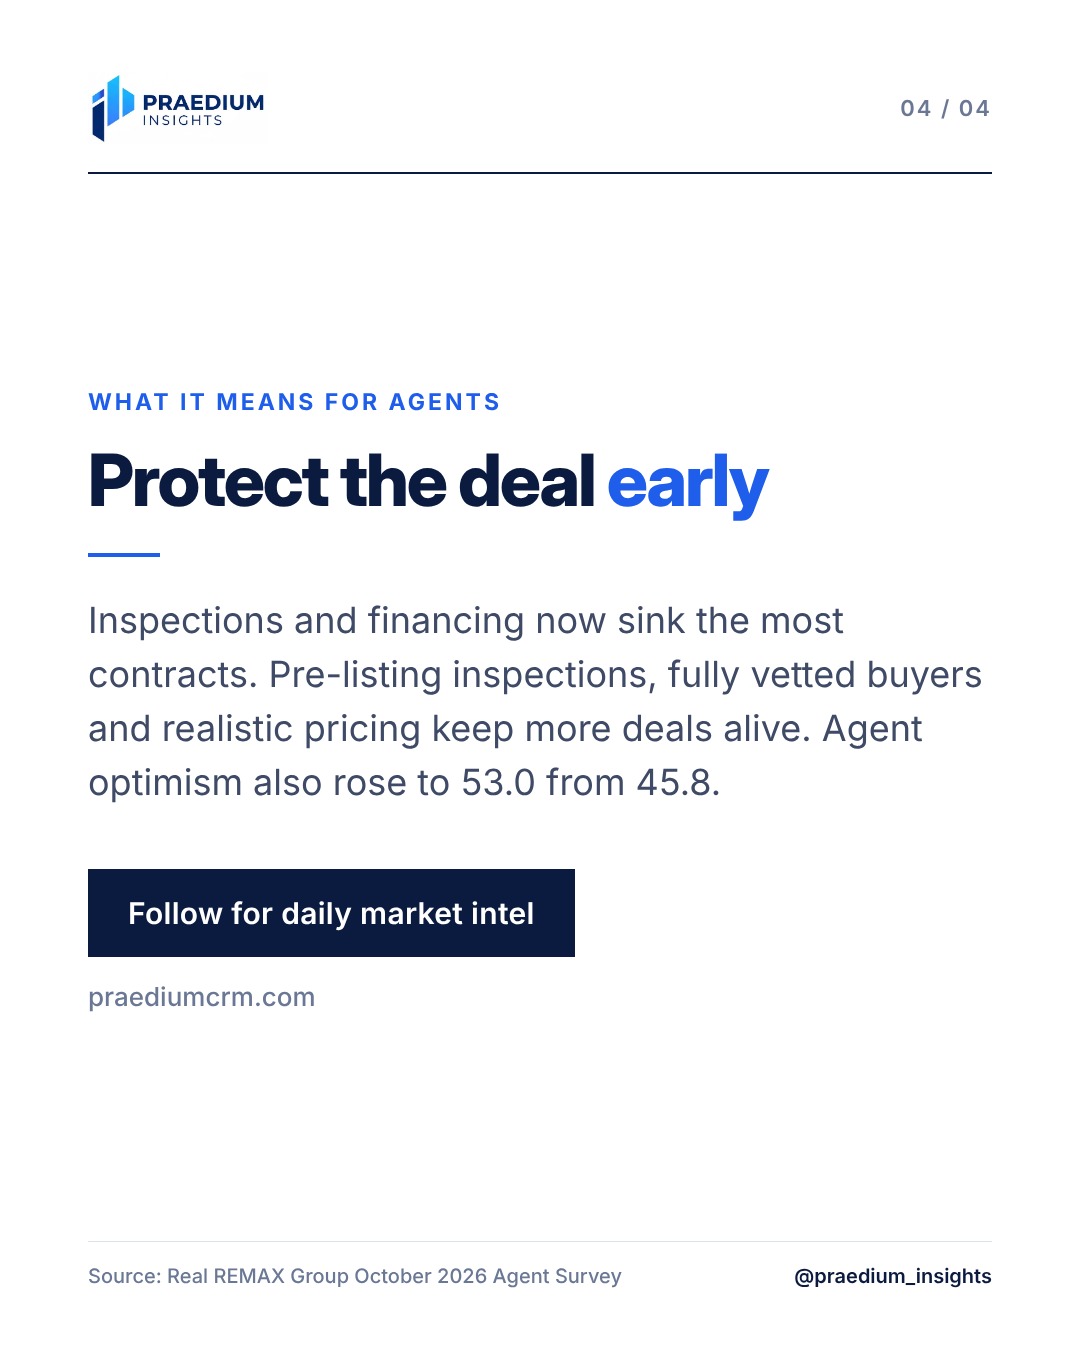 PRAEDIUM
INSIGHTS
04 / 04
WHAT IT MEANS FOR AGENTS
Protect the deal early
Inspections and financing now sink the most
contracts. Pre-listing inspections, fully vetted buyers
and realistic pricing keep more deals alive. Agent
optimism also rose to 53.0 from 45.8.
Follow for daily market intel
praediumcrm.com
Source: Real REMAX Group October 2026 Agent Survey
@praedium_insights